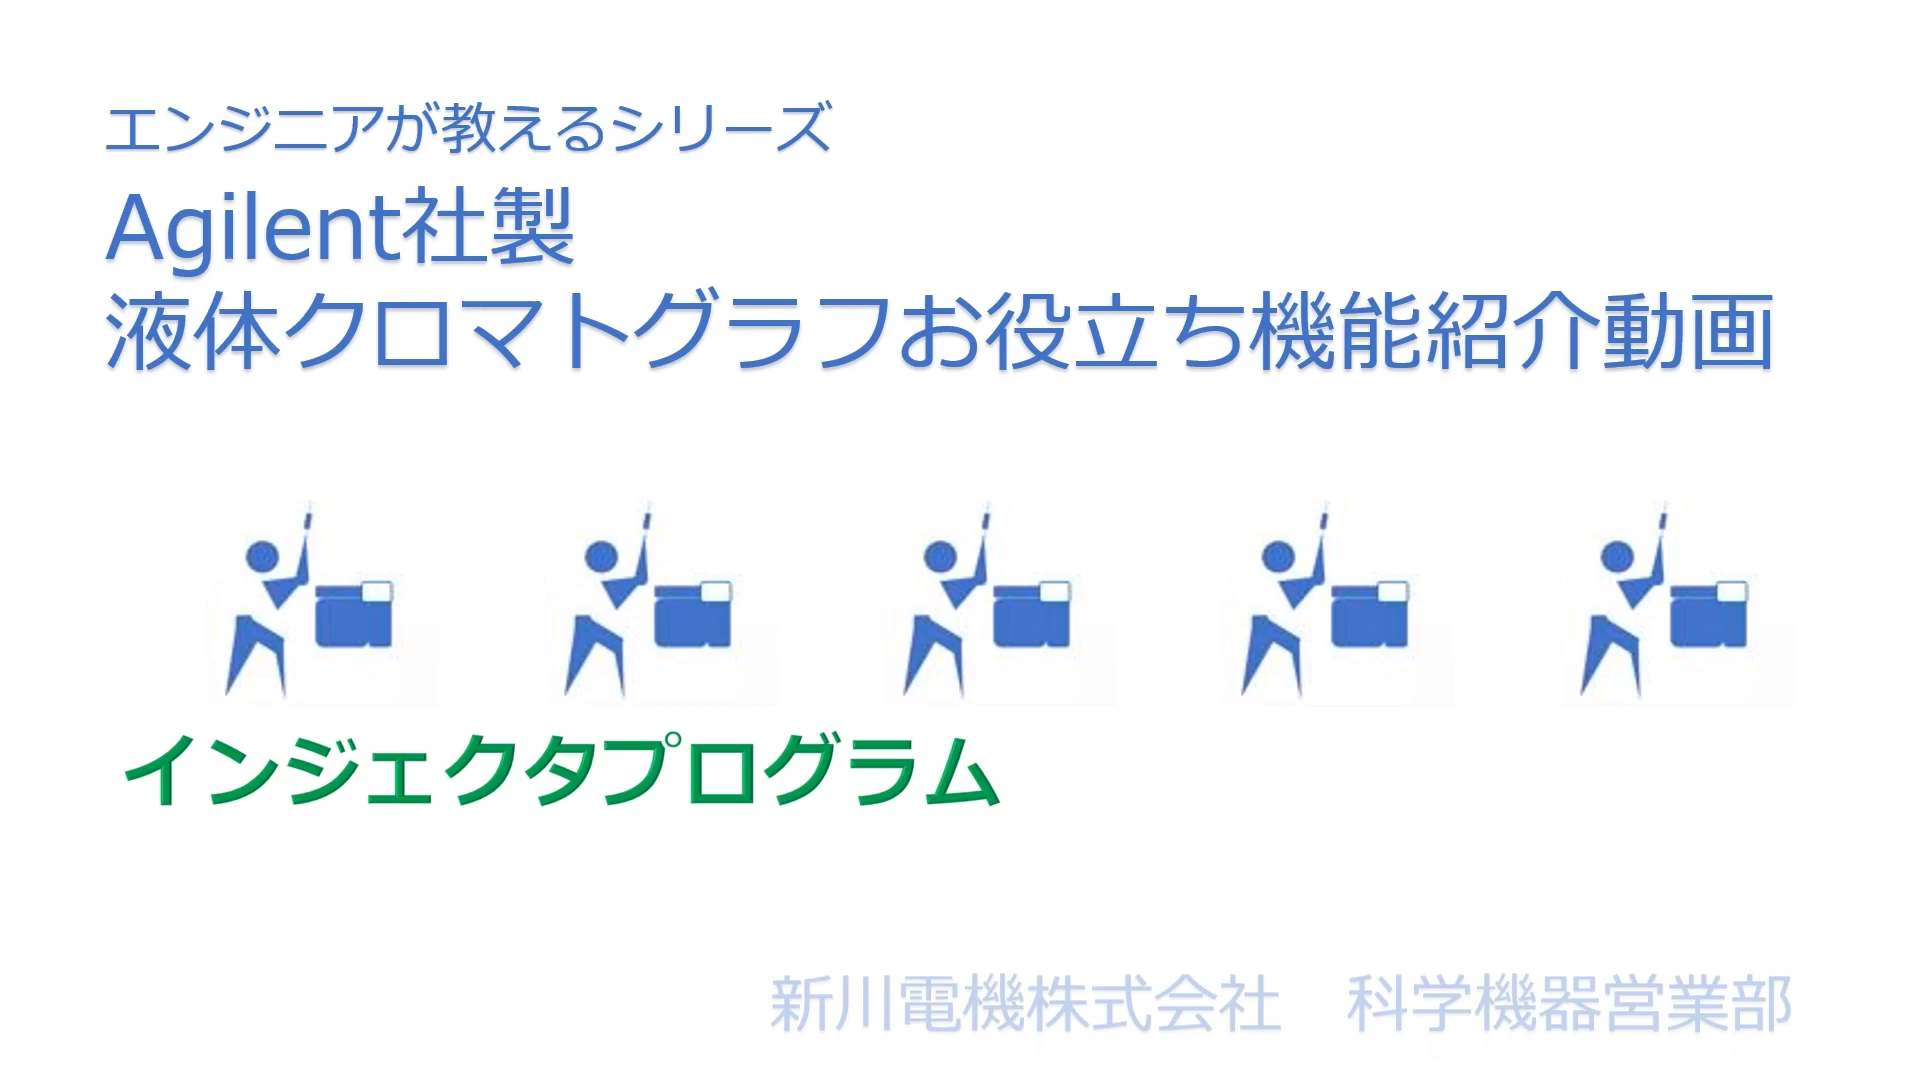 エンジニアが教えるシリーズ
Agilent社製
液体クロマトグラフお役立ち機能紹介動画
インジェクタプログラム
新川電機株式会社　科学機器営業部